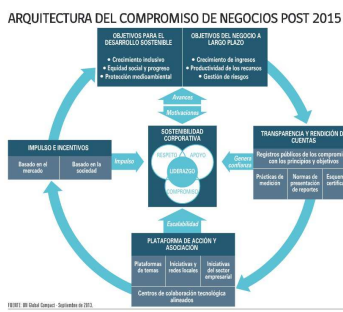 ARQUITECTURA DEL COMPROMISO DE NEGOCIOS POST 2015
OBJETIVOS PARA EL
DESARROLLO SOSTENIBLE
• Crecimiento inclusivo
• Equidad social y progreso
• Protección medioambiental
OBJETIVOS DEL NEGOCIO A
LARGO PLAZO
• Crecimiento de ingresos
• Productividad de los recursos
• Gestión de riesgos
Avances
Motivaciones
IMPULSO E INCENTIVOS
Basado en el
mercado
Basado en la
sociedad
Impulso
SOSTENIBILIDAD
CORPORATIVA
RESPETO
APOYO
LIDERAZGO
COMPROMISO
Genera
confianza
TRANSPARENCIA Y RENDICIÓN D
CUENTAS
Registros públicos de los compromis
con los principios y objetivos
Prácticas de
medición
Normas de
presentación
de reportes
Esquem
certific
Escalabilidad
PLATAFORMA DE ACCIÓN Y
ASOCIACIÓN
Plataformas
de temas
Iniciativas y
redes locales
Iniciativas
del sector
empresarial
Centros de colaboración tecnológica
alineados
UN Global Compact - Septiembre de 2013.